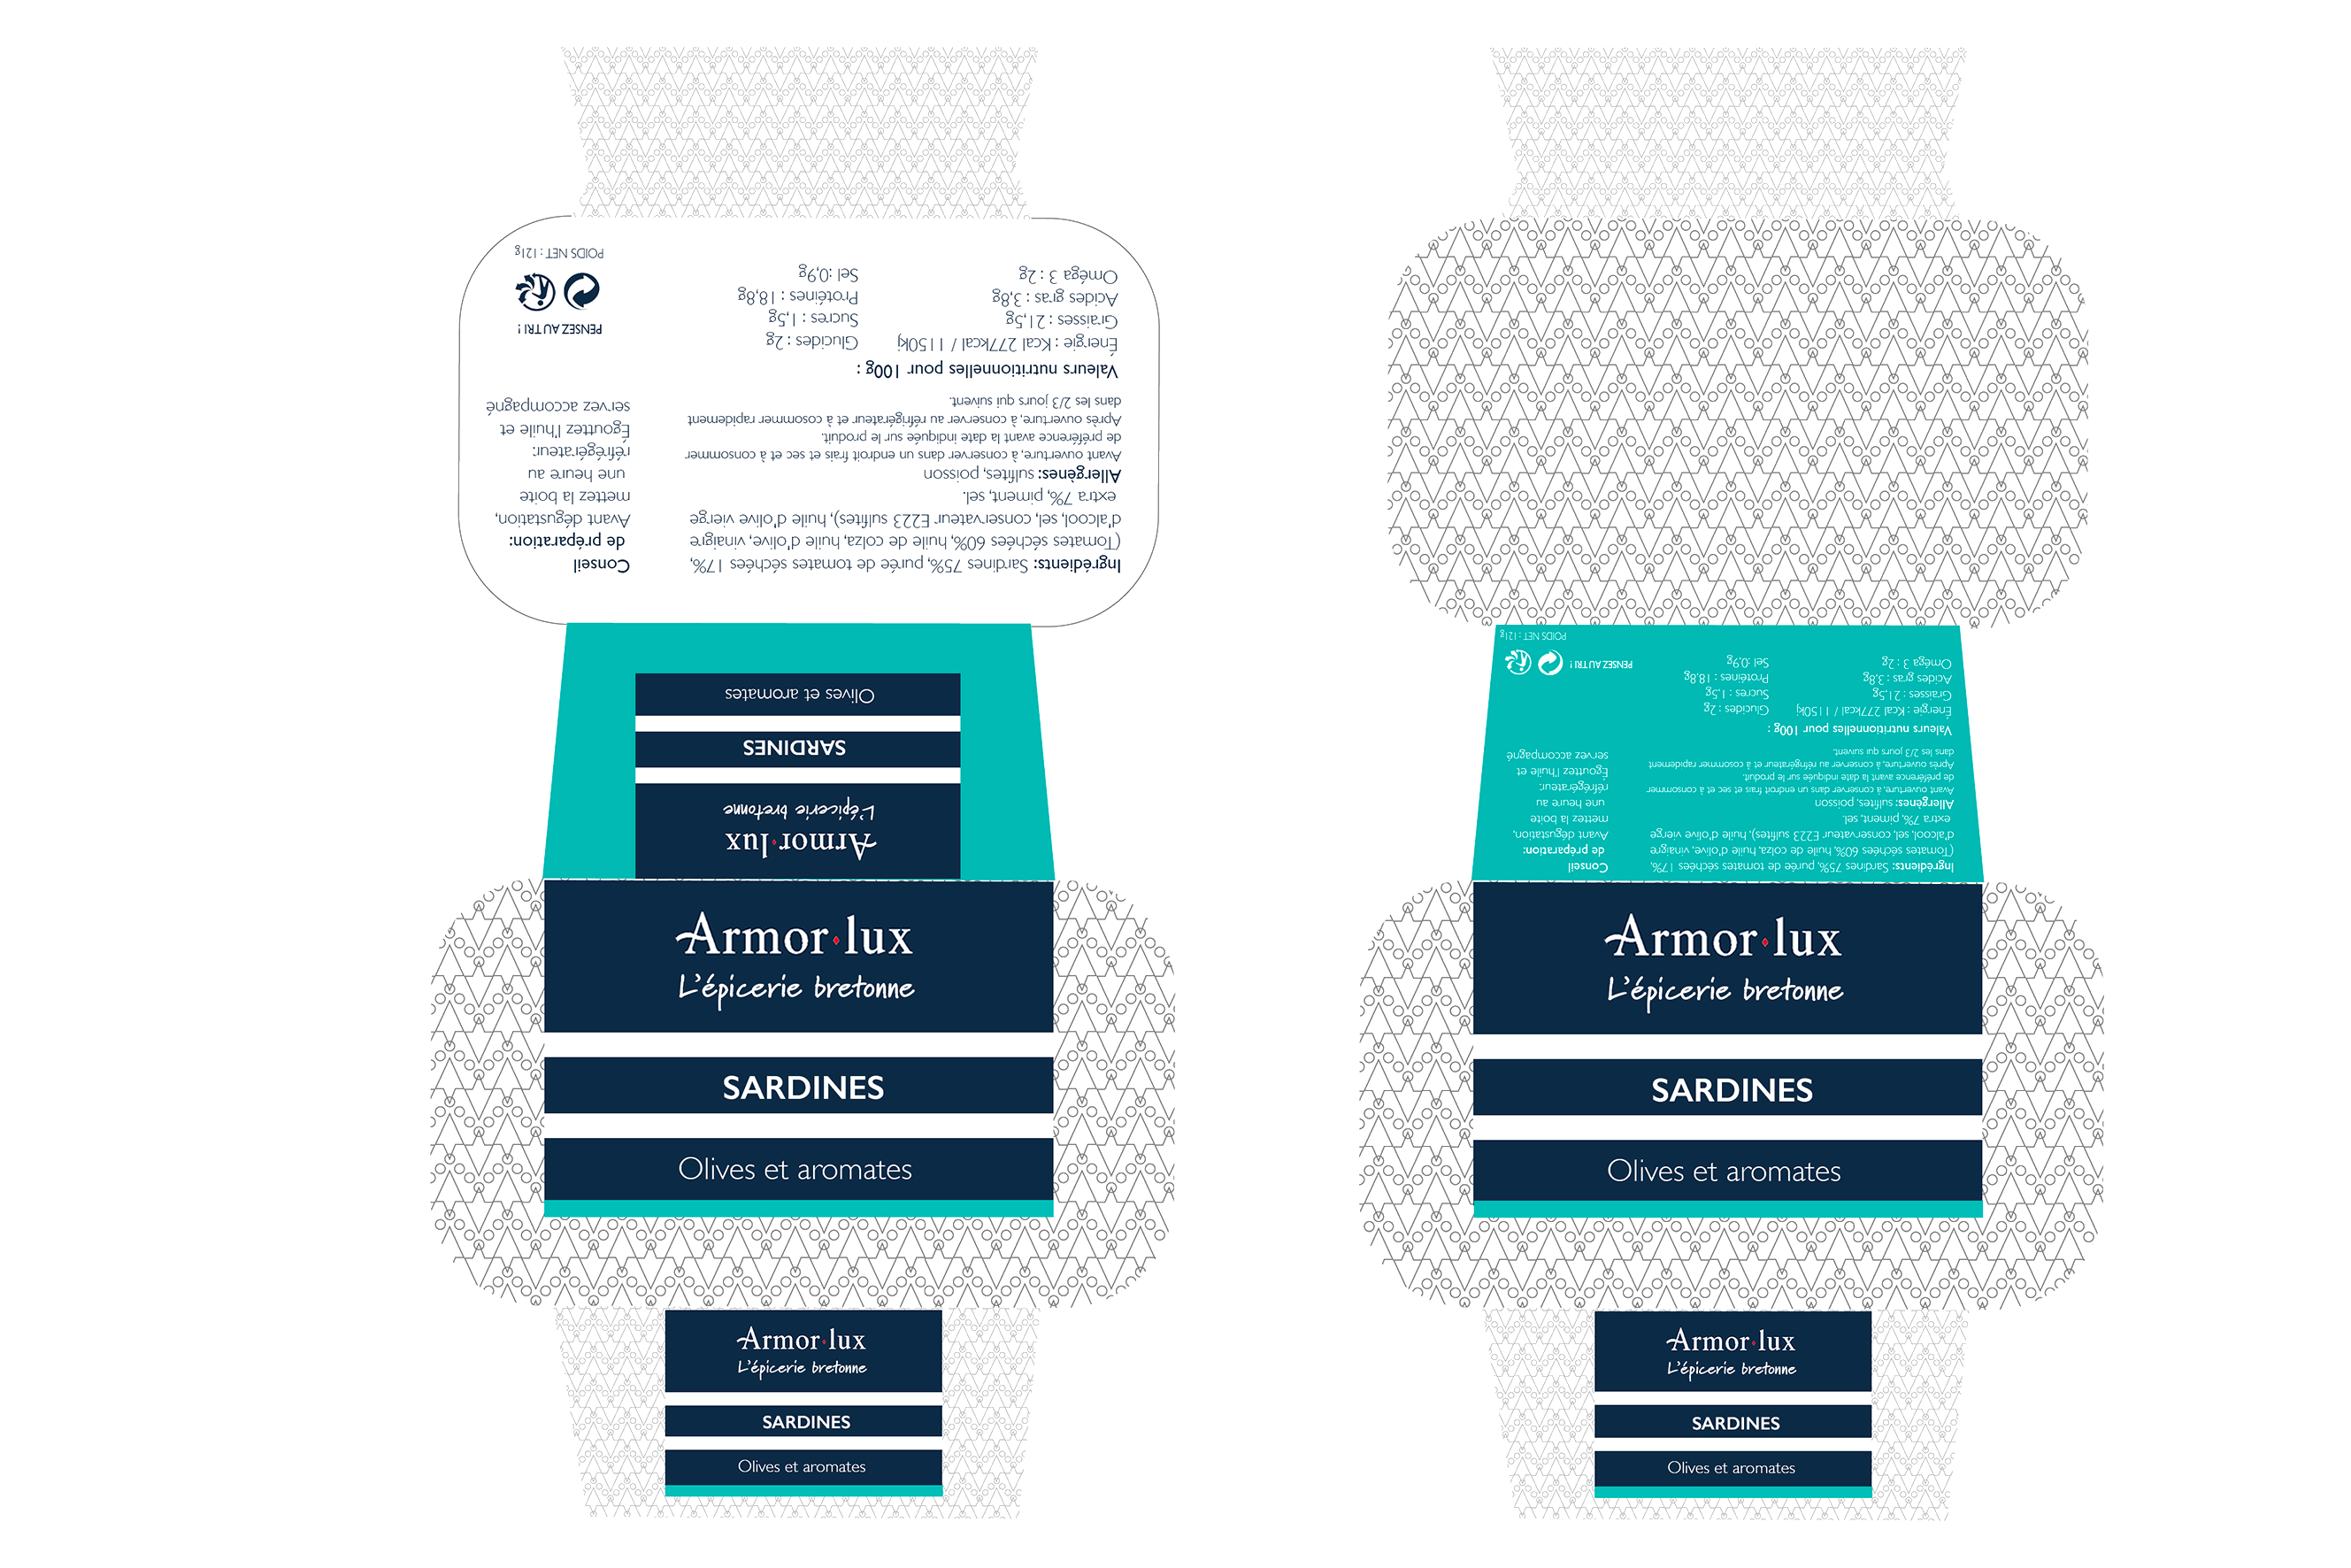 Ingrédients: Sardines 75%, purée de tomates séchées 17%,
(Tomates séchées 60%, huile de colza, huile d'olive, vinaigre
d'alcool, sel, conservateur E223 sulfites), huile d'olive vierge
extra 7%, piment, sel.
Allergènes: sulfites, poisson
Avant ouverture, à conserver dans un endroit frais et sec et à consommer
de préférence avant la date indiquée sur le produit.
Après ouverture, à conserver au réfrigérateur et à cosommer rapidement
dans les 2/3 jours qui suivent.
Conseil
de préparation:
Avant dégustation,
mettez la boite
une heure au
réfrégérateur.
Égouttez l'huile et
servez accompagné
Valeurs nutritionnelles pour 100g :
Énergie : Kcal 277kcal / 1150kj
Graisses : 21,5g
Acides gras : 3,8g
Oméga 3 : 2g
Glucides : 2g
Sucres : 1,5g
Protéines : 18,8g
Sel :0,9g
PENSEZ AU TRI !
POIDS NET : 121g
Armor lux
L'épicerie bretonne
SARDINES
Olives et aromates
Armor lux
L'épicerie bretonne
SARDINES
Olives et aromates
Armor lux
L'épicerie bretonne
SARDINES
Olives et aromates
Ingrédients: Sardines 75%, purée de tomates séchées 17%,
(Tomates séchées 60%, huile de colza, huile d'olive, vinaigre
d'alcool, sel, conservateur E223 sulfites), huile d'olive vierge
extra 7%, piment, sel.
Allergènes: sulfites, poisson
Avant ouverture, à conserver dans un endroit frais et sec et à consommer
de préférence avant la date indiquée sur le produit.
Après ouverture, à conserver au réfrigérateur et à cosommer rapidement
dans les 2/3 jours qui suivent.
Conseil
de préparation:
Avant dégustation,
mettez la boite
une heure au
réfrégérateur.
Égouttez l'huile et
servez accompagné
Valeurs nutritionnelles pour 100g :
Énergie : Kcal 277kcal / 1150kj
Graisses : 21,5g
Acides gras : 3,8g
Oméga 3 : 2g
Glucides : 2g
Sucres : 1,5g
Protéines : 18,8g
Sel :0,9g
PENSEZ AU TRI !
POIDS NET : 121g
Armor lux
L'épicerie bretonne
SARDINES
Olives et aromates
Armor lux
L'épicerie bretonne
SARDINES
Olives et aromates